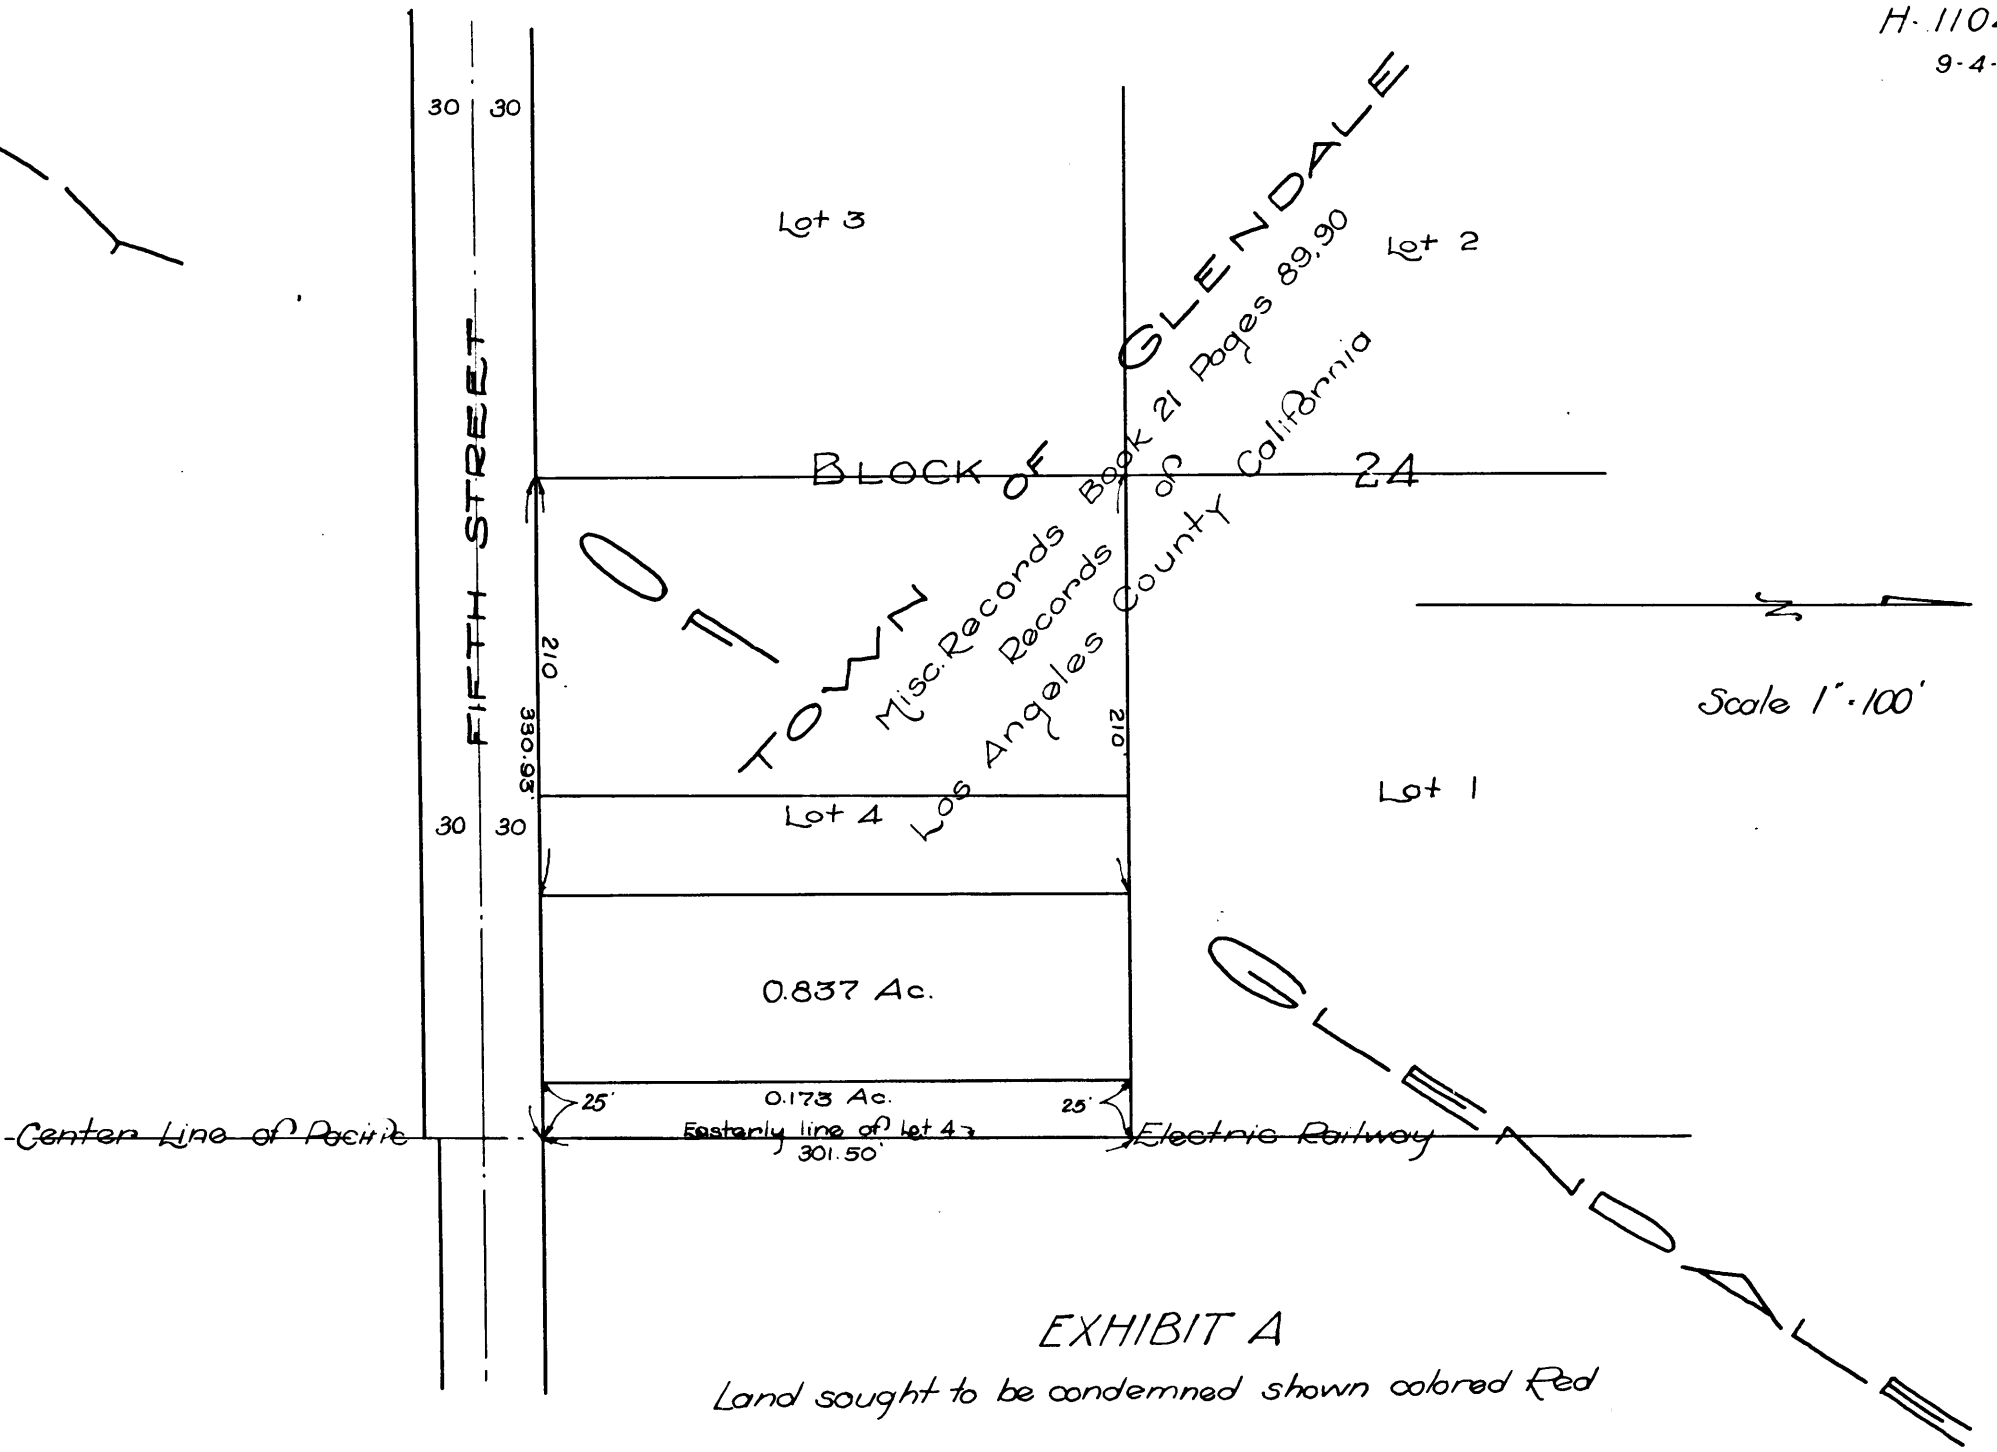 H. 110
9-4-
30 30
Lot 3
Lot 2
FIFTH STREET
BLOCK 24
TOWN OF GLENDALE
Misc. Records Book 21 Pages 89,90
Records of
Los Angeles County California
210
330.93'
210'
Scale 1"=100'
Lot 1
Lot 4
30 30
0.837 Ac.
25'
0.173 Ac.
25'
Center Line of Pacific Electric Railway
Easterly line of Lot 4
301.50'
CITY OF GLENDALE
EXHIBIT A
Land sought to be condemned shown colored Red